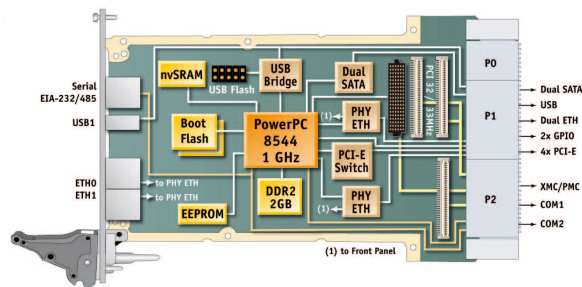 Serial
EIA-232/485
USB1
ETH0
ETH1
nvSRAM
USB Flash
USB
Bridge
Dual
SATA
Boot
Flash
PowerPC
8544
1 GHz
(1)
PHY
ETH
PCI-E
Switch
DDR2
2GB
EEPROM
(1)
PHY
ETH
to PHY ETH
to PHY ETH
(1) to Front Panel
PCI 32 / 33MHz
P0
P1
P2
Dual SATA
USB
Dual ETH
2x GPIO
4x PCI-E
XMC/PMC
COM1
COM2